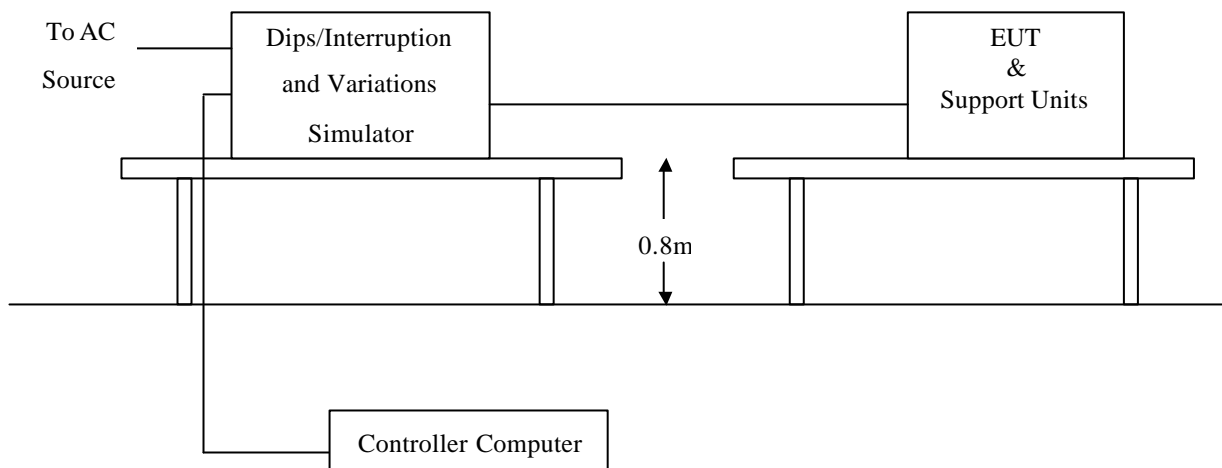 To AC
Source
Dips/Interruption
and Variations
Simulator
EUT
&
Support Units
0.8m
Controller Computer